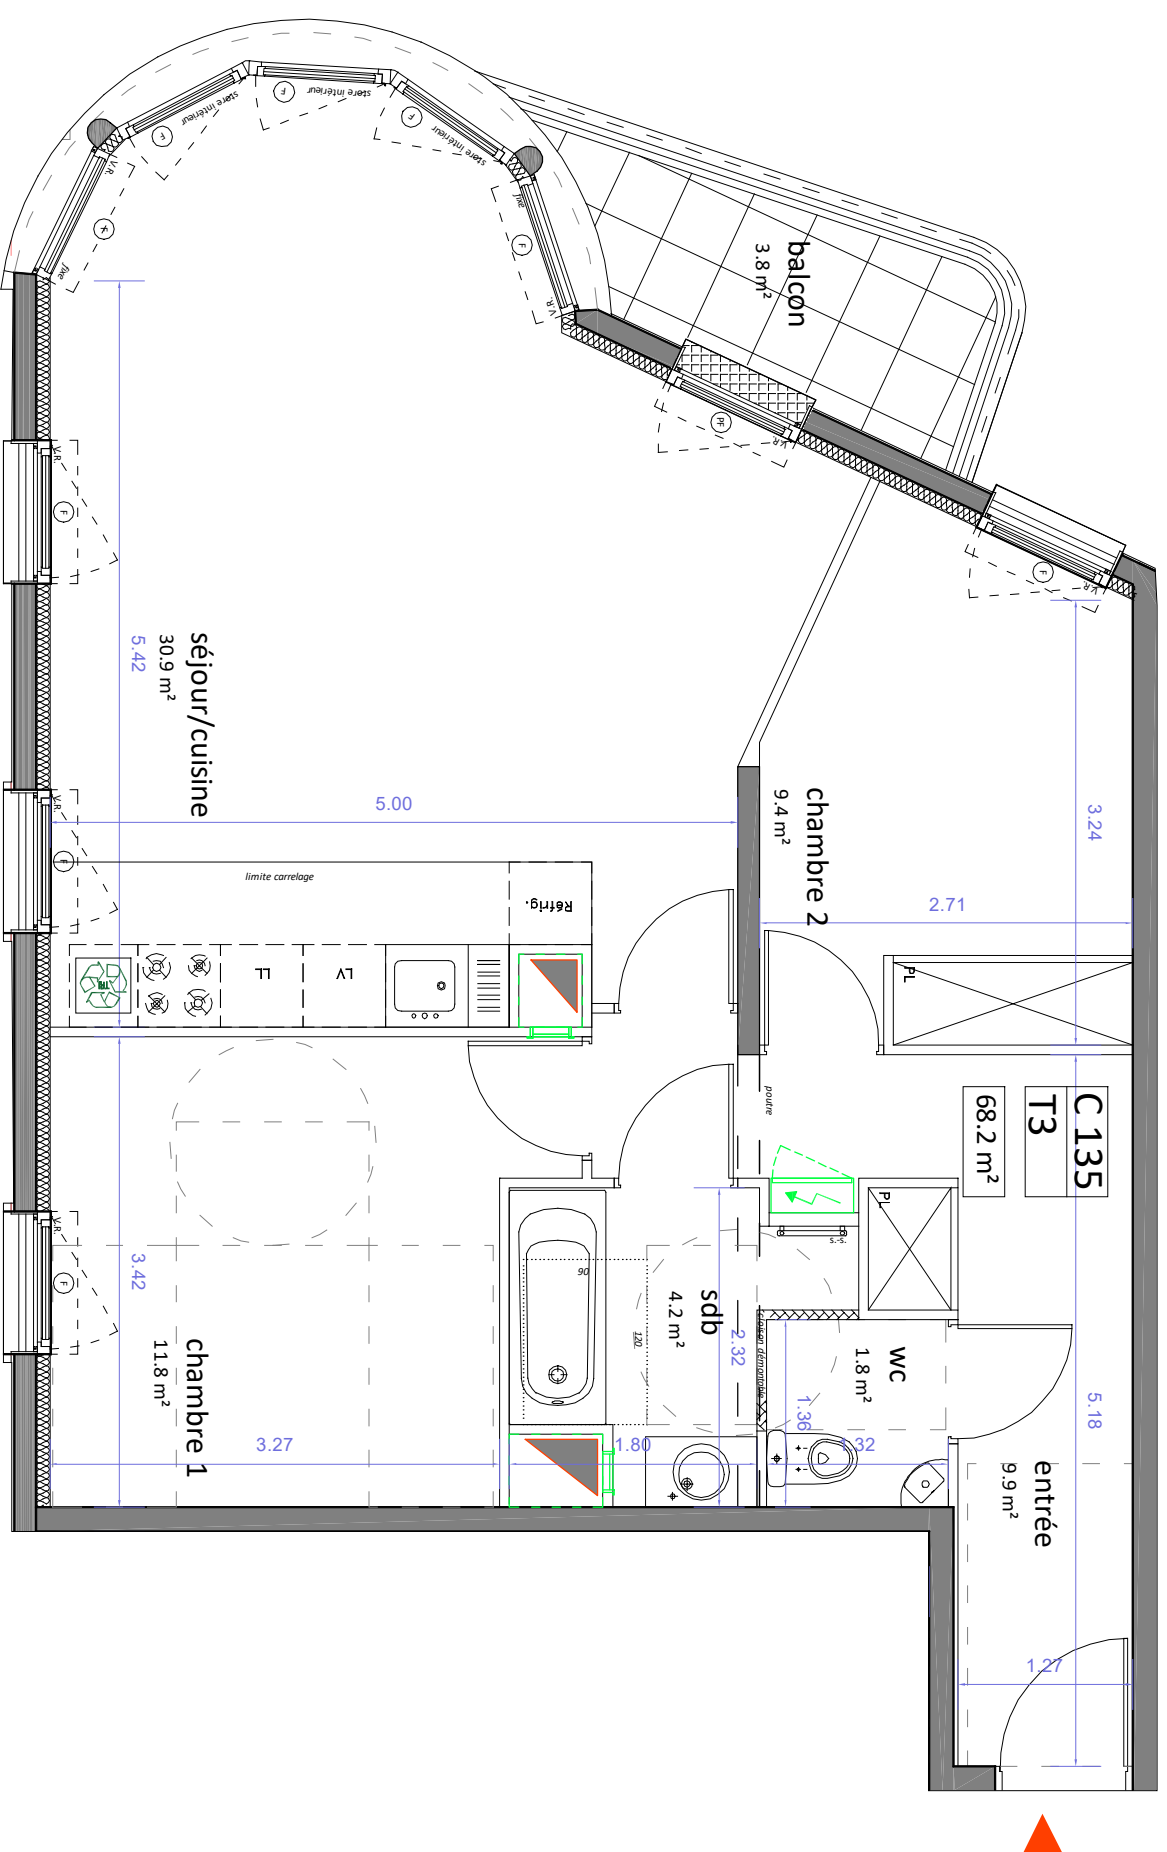 store intérieur
store intérieur
store intérieur
F
F
F
F
F
V.R.
fixe
fixe
V.R.
balcon
3.8 m²
PF
V.R.
F
V.R.
V.R.
F
séjour/cuisine
30.9 m²
5.42
5.00
V.R.
F
limite carrelage
Réfrig.
TRI
LL
LV
chambre 2
9.4 m²
3.24
2.71
PL
C 135
T3
68.2 m²
poutre
PL
s.-s.
V.R.
F
3.42
chambre 1
11.8 m²
3.27
90
120
sdb
4.2 m²
2.32
1.80
cloison démontable
wc
1.8 m²
1.36
1.32
entrée
9.9 m²
5.18
1.27